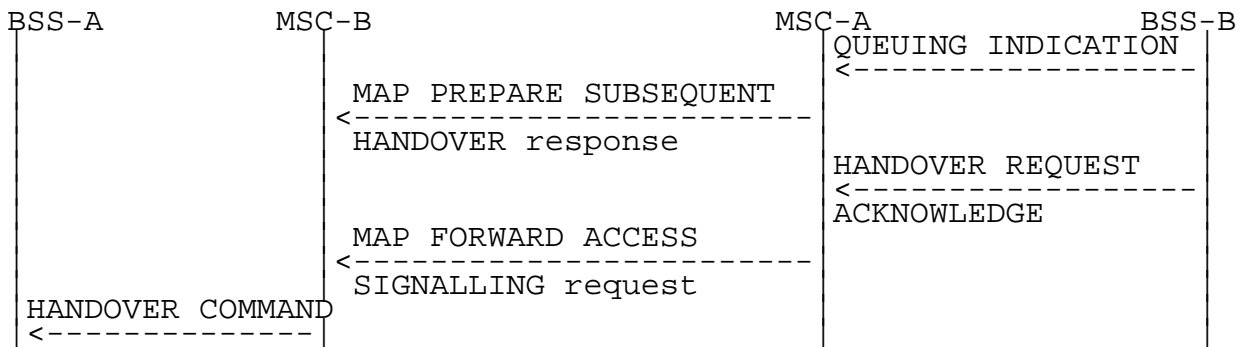 BSS-A MSC-B MSC-A BSS-B
QUEUING INDICATION
MAP PREPARE SUBSEQUENT
HANDOVER response
HANDOVER REQUEST
ACKNOWLEDGE
MAP FORWARD ACCESS
SIGNALLING request
HANDOVER COMMAND